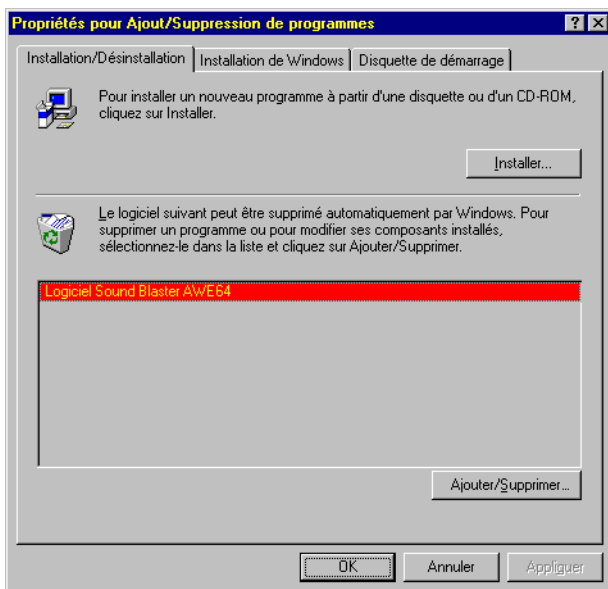 Propriétés pour Ajout/Suppression de programmes
Installation/Désinstallation
Installation de Windows
Disquette de démarrage
Pour installer un nouveau programme à partir d'une disquette ou d'un CD-ROM,
cliquez sur Installer.
Installer...
Le logiciel suivant peut être supprimé automatiquement par Windows. Pour
supprimer un programme ou pour modifier ses composants installés,
sélectionnez-le dans la liste et cliquez sur Ajouter/Supprimer.
Logiciel Sound Blaster AWE64
Ajouter/Supprimer...
OK
Annuler
Appliquer